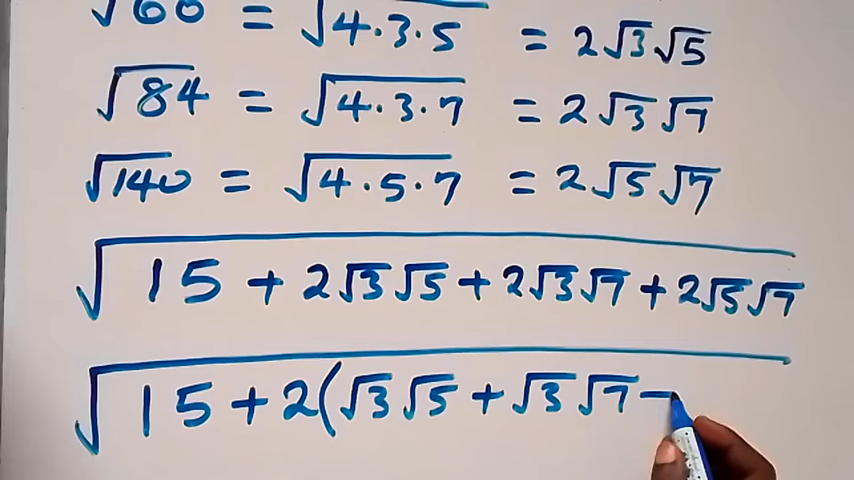 √60 = √4·3·5 = 2√3√5
√84 = √4·3·7 = 2√3√7
√140 = √4·5·7 = 2√5√7
√15 + 2√3√5 + 2√3√7 + 2√5√7
√15 + 2(√3√5 + √3√7 -